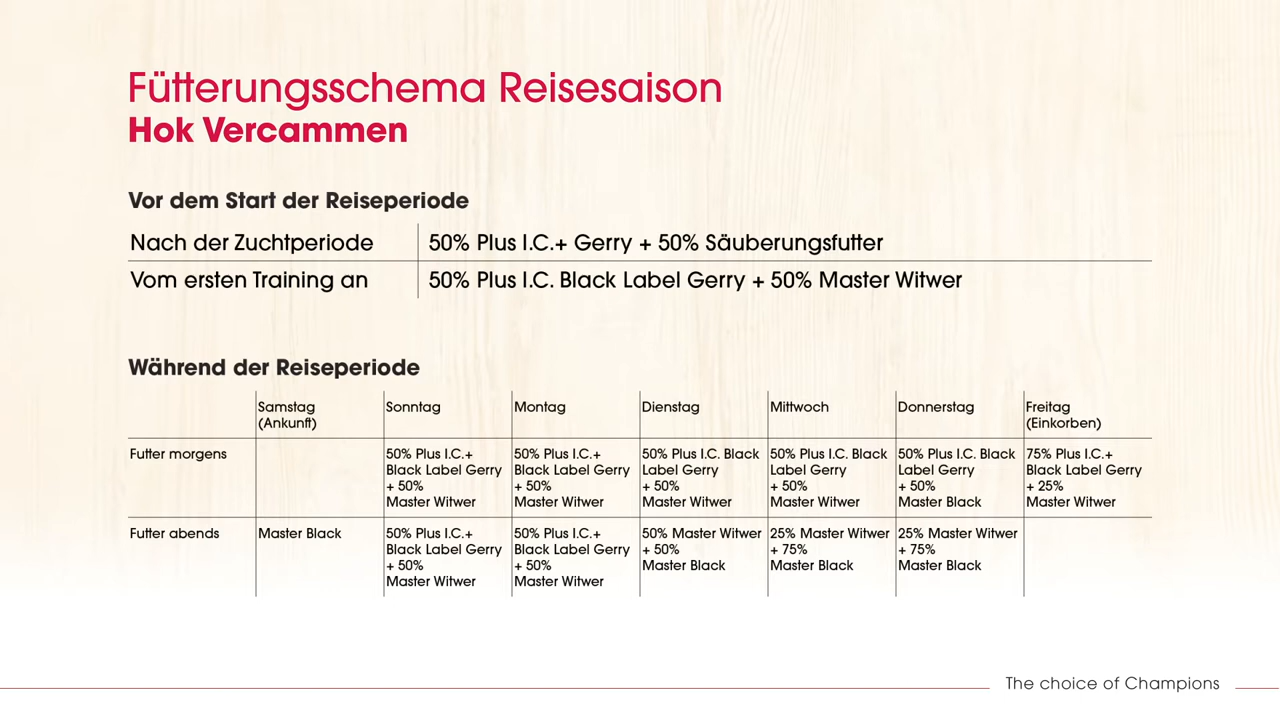 Fütterungsschema Reisesaison
Hok Vercammen
Vor dem Start der Reiseperiode
Nach der Zuchtperiode 50% Plus I.C.+ Gerry + 50% Säuberungsfutter
Vom ersten Training an 50% Plus I.C. Black Label Gerry + 50% Master Witwer
Während der Reiseperiode
Samstag Sonntag Montag Dienstag Mittwoch Donnerstag Freitag
(Ankunft) (Einkorben)
Futter morgens 50% Plus I.C.+ 50% Plus I.C.+ 50% Plus I.C. Black 50% Plus I.C. Black 50% Plus I.C. Black 75% Plus I.C.+
Black Label Gerry Black Label Gerry Label Gerry Label Gerry Label Gerry Black Label Gerry
+ 50% + 50% + 50% + 50% + 50% + 25%
Master Witwer Master Witwer Master Witwer Master Witwer Master Black Master Witwer
Futter abends Master Black 50% Plus I.C.+ 50% Plus I.C.+ 50% Master Witwer 25% Master Witwer 25% Master Witwer
Black Label Gerry Black Label Gerry + 50% + 75% + 75%
+ 50% + 50% Master Black Master Black Master Black
Master Witwer Master Witwer
The choice of Champions